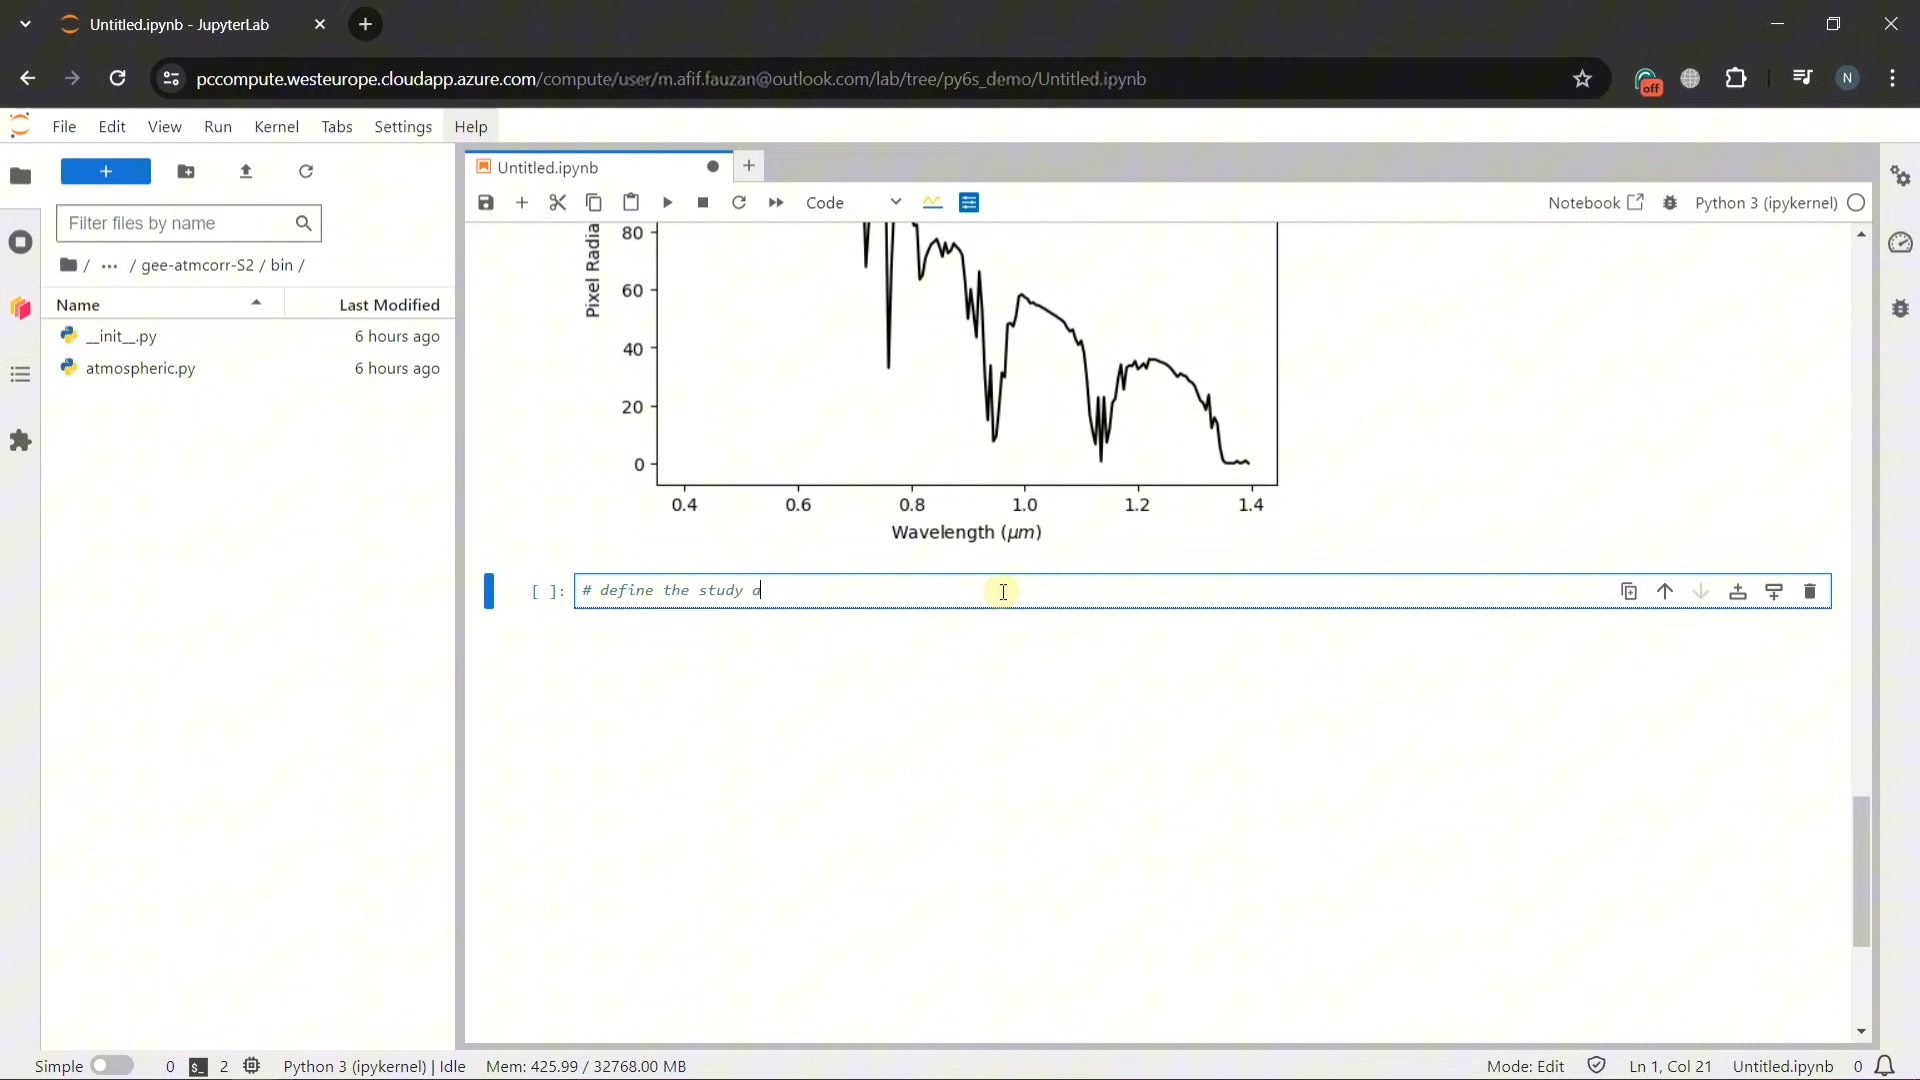 Untitled.ipynb - JupyterLab
pccompute.westeurope.cloudapp.azure.com/compute/user/m.afif.fauzan@outlook.com/lab/tree/py6s_demo/Untitled.ipynb
off
N
File Edit View Run Kernel Tabs Settings Help
Untitled.ipynb
Filter files by name
Code
Notebook
Python 3 (ipykernel)
/ ... / gee-atmcorr-S2 / bin /
Name Last Modified
__init__.py 6 hours ago
atmospheric.py 6 hours ago
Pixel Radia
80
60
40
20
0
0.4 0.6 0.8 1.0 1.2 1.4
Wavelength (μm)
[ ]: # define the study a
Simple 0 $_ 2 Python 3 (ipykernel) | Idle Mem: 425.99 / 32768.00 MB Mode: Edit Ln 1, Col 21 Untitled.ipynb 0